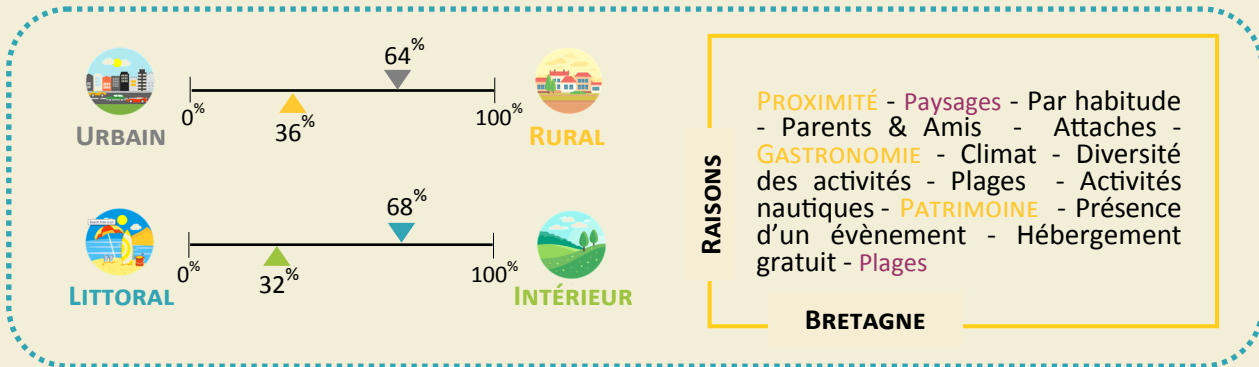 64%
0%
100%
36%
URBAIN
RURAL
68%
0%
100%
32%
LITTORAL
INTÉRIEUR
RAISONS
PROXIMITÉ - Paysages - Par habitude
- Parents & Amis - Attaches -
GASTRONOMIE - Climat - Diversité
des activités - Plages - Activités
nautiques - PATRIMOINE - Présence
d'un évènement - Hébergement
gratuit - Plages
BRETAGNE